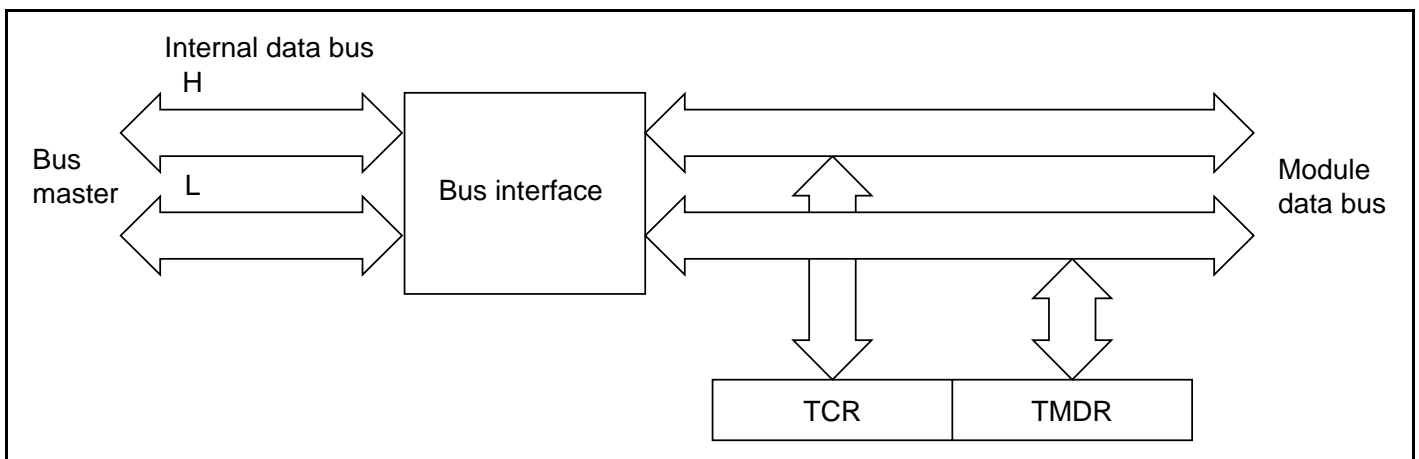 Internal data bus
H
Bus
master
L
Bus interface
Module
data bus
TCR
TMDR